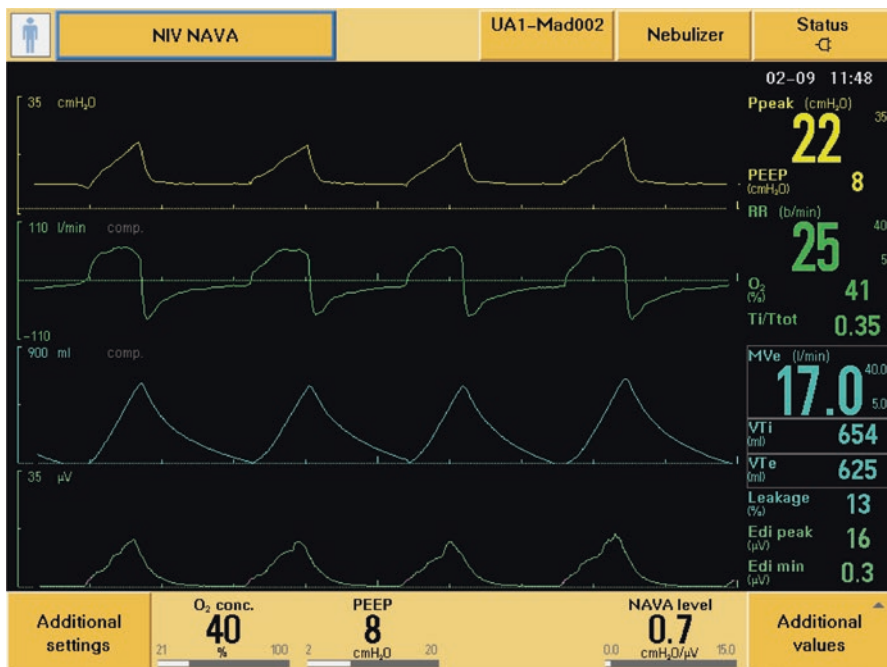 NIV NAVA
UA1-Mad002
Nebulizer
Status
02-09 11:48
35 cmH₂O
Ppeak (cmH₂O)
35
22
PEEP
(cmH₂O)
8
110 l/min comp.
-110
RR (b/min)
40
25
5
O₂
(%)
41
Ti/Ttot 0.35
900 ml comp.
MVe (l/min)
40.0
17.0
5.0
VTi
(ml)
654
VTe
(ml)
625
35 µV
Leakage
(%)
13
Edi peak
(µV)
16
Edi min
(µV)
0.3
Additional
settings
O₂ conc.
40
21 % 100
PEEP
8
2 cmH₂O 20
NAVA level
0.7
0.0 cmH₂O/µV 15.0
Additional
values